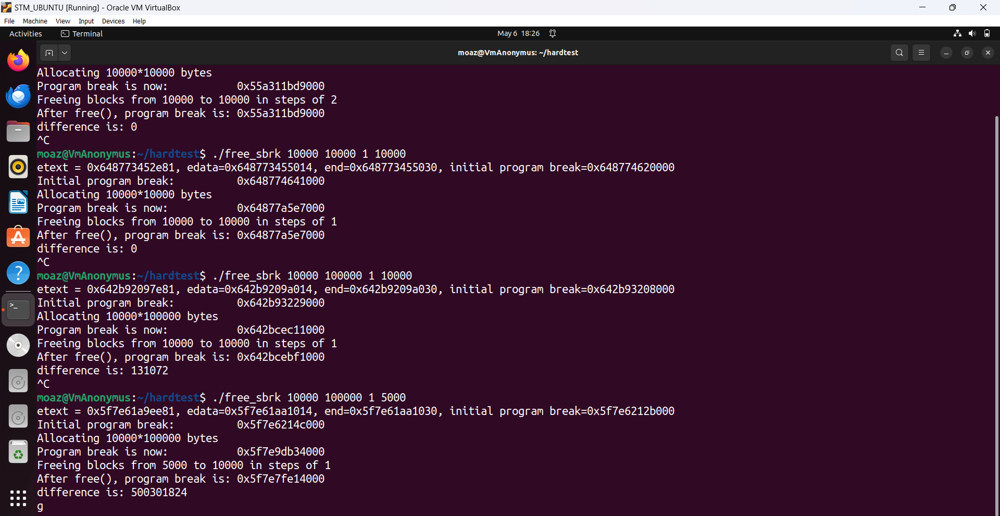 STM_UBUNTU [Running] - Oracle VM VirtualBox
File Machine View Input Devices Help
Activities Terminal May 6 18:26
moaz@VmAnonymus: ~/hardtest
Allocating 10000*10000 bytes
Program break is now: 0x55a311bd9000
Freeing blocks from 10000 to 10000 in steps of 2
After free(), program break is: 0x55a311bd9000
difference is: 0
^C
moaz@VmAnonymus:~/hardtest$ ./free_sbrk 10000 10000 1 10000
etext = 0x648773452e81, edata=0x648773455014, end=0x648773455030, initial program break=0x648774620000
Initial program break: 0x648774641000
Allocating 10000*10000 bytes
Program break is now: 0x64877a5e7000
Freeing blocks from 10000 to 10000 in steps of 1
After free(), program break is: 0x64877a5e7000
difference is: 0
^C
moaz@VmAnonymus:~/hardtest$ ./free_sbrk 10000 100000 1 10000
etext = 0x642b92097e81, edata=0x642b9209a014, end=0x642b9209a030, initial program break=0x642b93208000
Initial program break: 0x642b93229000
Allocating 10000*100000 bytes
Program break is now: 0x642bcec11000
Freeing blocks from 10000 to 10000 in steps of 1
After free(), program break is: 0x642bcebf1000
difference is: 131072
^C
moaz@VmAnonymus:~/hardtest$ ./free_sbrk 10000 100000 1 5000
etext = 0x5f7e61a9ee81, edata=0x5f7e61aa1014, end=0x5f7e61aa1030, initial program break=0x5f7e6212b000
Initial program break: 0x5f7e6214c000
Allocating 10000*100000 bytes
Program break is now: 0x5f7e9db34000
Freeing blocks from 5000 to 10000 in steps of 1
After free(), program break is: 0x5f7e7fe14000
difference is: 500301824
g